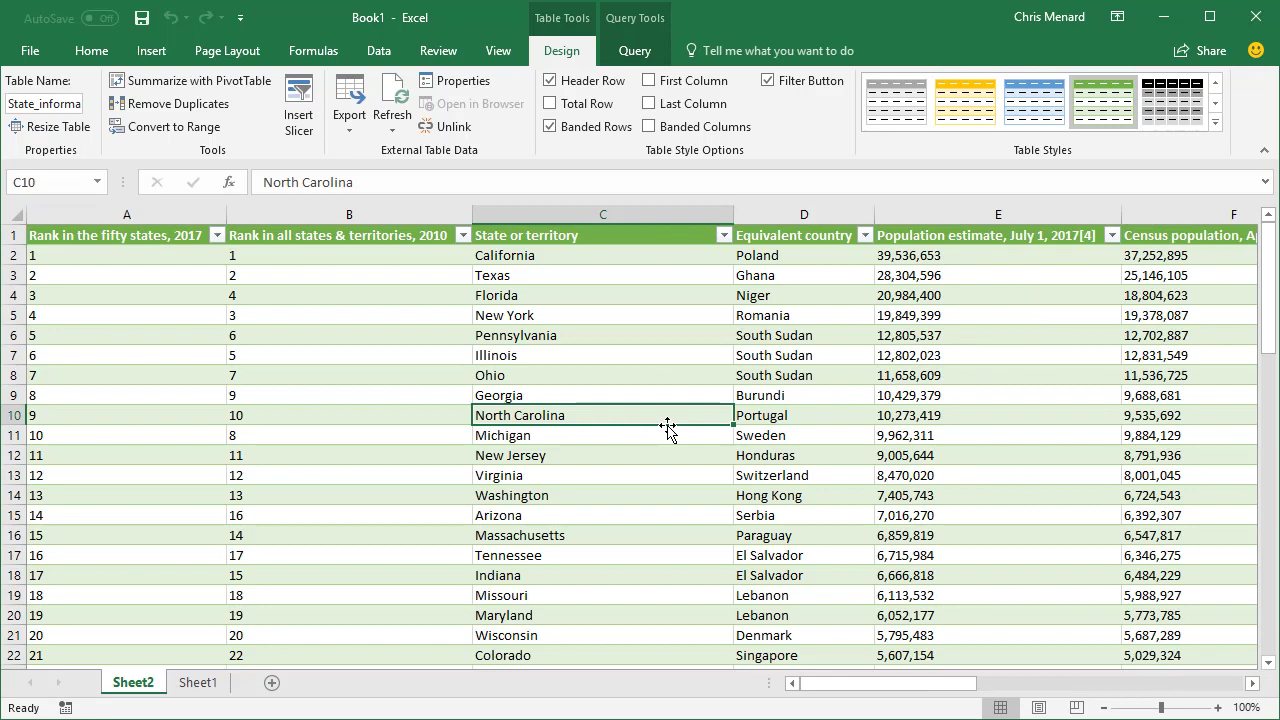 AutoSave Off Book1 - Excel Table Tools Query Tools Chris Menard
File Home Insert Page Layout Formulas Data Review View Design Query Tell me what you want to do Share
Table Name:
State_informa
Resize Table
Properties
Summarize with PivotTable
Remove Duplicates
Convert to Range
Tools
Insert
Slicer
Export
Refresh
Properties
Open in Browser
Unlink
External Table Data
Header Row First Column Filter Button
Total Row Last Column
Banded Rows Banded Columns
Table Style Options
Table Styles
C10 fx North Carolina
A B C D E F
1 Rank in the fifty states, 2017 Rank in all states & territories, 2010 State or territory Equivalent country Population estimate, July 1, 2017[4] Census population, Ap
2 1 1 California Poland 39,536,653 37,252,895
3 2 2 Texas Ghana 28,304,596 25,146,105
4 3 4 Florida Niger 20,984,400 18,804,623
5 4 3 New York Romania 19,849,399 19,378,087
6 5 6 Pennsylvania South Sudan 12,805,537 12,702,887
7 6 5 Illinois South Sudan 12,802,023 12,831,549
8 7 7 Ohio South Sudan 11,658,609 11,536,725
9 8 9 Georgia Burundi 10,429,379 9,688,681
10 9 10 North Carolina Portugal 10,273,419 9,535,692
11 10 8 Michigan Sweden 9,962,311 9,884,129
12 11 11 New Jersey Honduras 9,005,644 8,791,936
13 12 12 Virginia Switzerland 8,470,020 8,001,045
14 13 13 Washington Hong Kong 7,405,743 6,724,543
15 14 16 Arizona Serbia 7,016,270 6,392,307
16 15 14 Massachusetts Paraguay 6,859,819 6,547,817
17 16 17 Tennessee El Salvador 6,715,984 6,346,275
18 17 15 Indiana El Salvador 6,666,818 6,484,229
19 18 18 Missouri Lebanon 6,113,532 5,988,927
20 19 19 Maryland Lebanon 6,052,177 5,773,785
21 20 20 Wisconsin Denmark 5,795,483 5,687,289
22 21 22 Colorado Singapore 5,607,154 5,029,324
Sheet2 Sheet1
Ready 100%